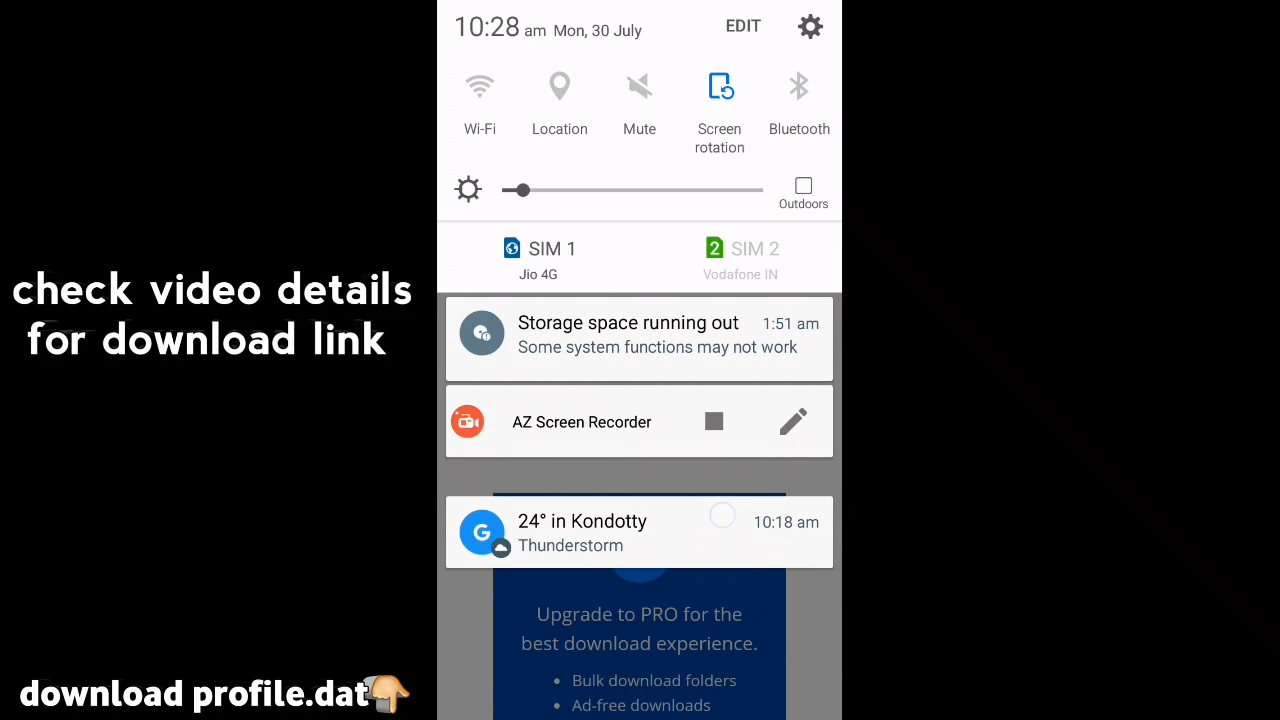 10:28 am Mon, 30 July EDIT
Wi-Fi Location Mute Screen rotation Bluetooth
Outdoors
SIM 1 2 SIM 2
Jio 4G Vodafone IN
check video details
for download link
Storage space running out 1:51 am
Some system functions may not work
AZ Screen Recorder
G 24° in Kondotty 10:18 am
Thunderstorm
Upgrade to PRO for the
best download experience.
• Bulk download folders
• Ad-free downloads
download profile.dat